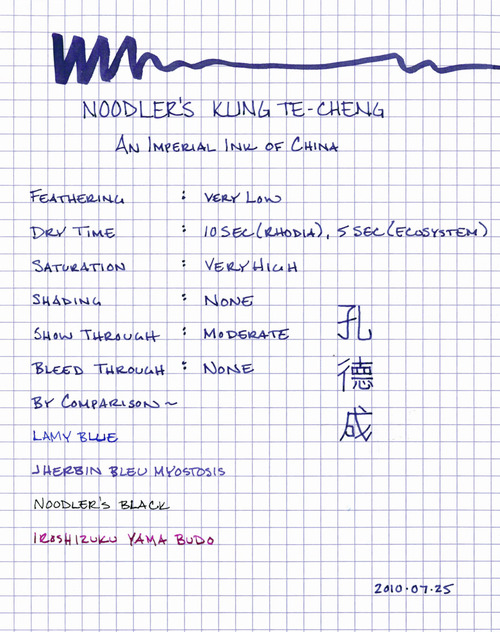 NOODLER'S KUNG TE-CHENG
AN IMPERIAL INK OF CHINA
FEATHERING : VERY LOW
DRY TIME : 10 SEC (RHODIA), 5 SEC (ECOSYSTEM)
SATURATION : VERY HIGH
SHADING : NONE
SHOW THROUGH : MODERATE
BLEED THROUGH : NONE
BY COMPARISON~
LAMY BLUE
JHERBIN BLEU MYOSTOSIS
NOODLER'S BLACK
IROSHIZUKU YAMA BUDO
孔
德
成
2010.07.25